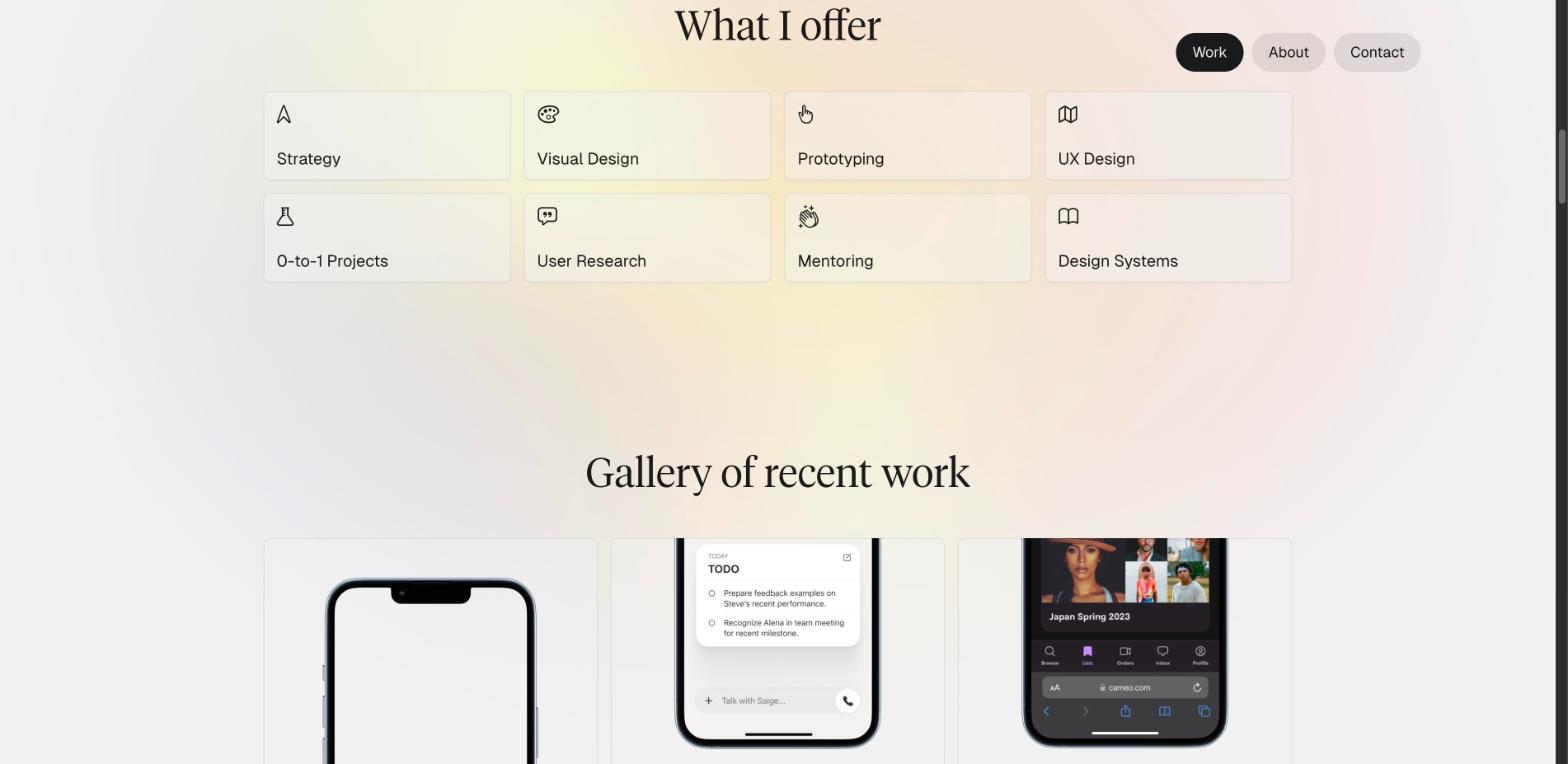 What I offer
Work
About
Contact
Strategy
Visual Design
Prototyping
UX Design
0-to-1 Projects
User Research
Mentoring
Design Systems
Gallery of recent work
TODAY
TODO
Prepare feedback examples on
Steve's recent performance.
Recognize Alena in team meeting
for recent milestone.
Talk with Saige...
Japan Spring 2023
Browse
Lists
Orders
Inbox
Profile
AA
cameo.com